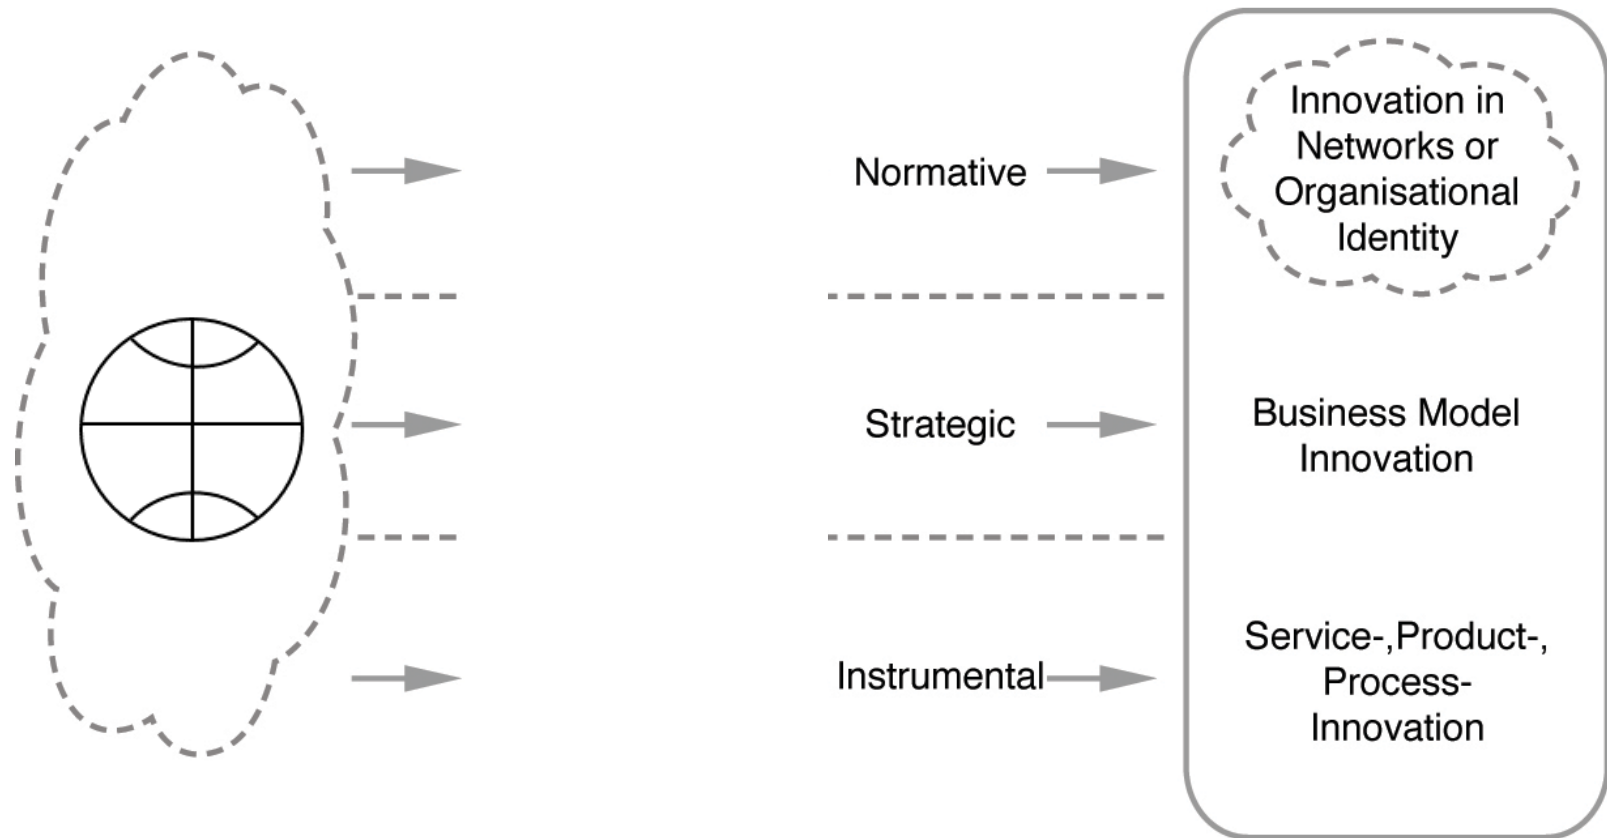 Normative
Innovation in
Networks or
Organisational
Identity
Strategic
Business Model
Innovation
Instrumental
Service-,Product-,
Process-
Innovation